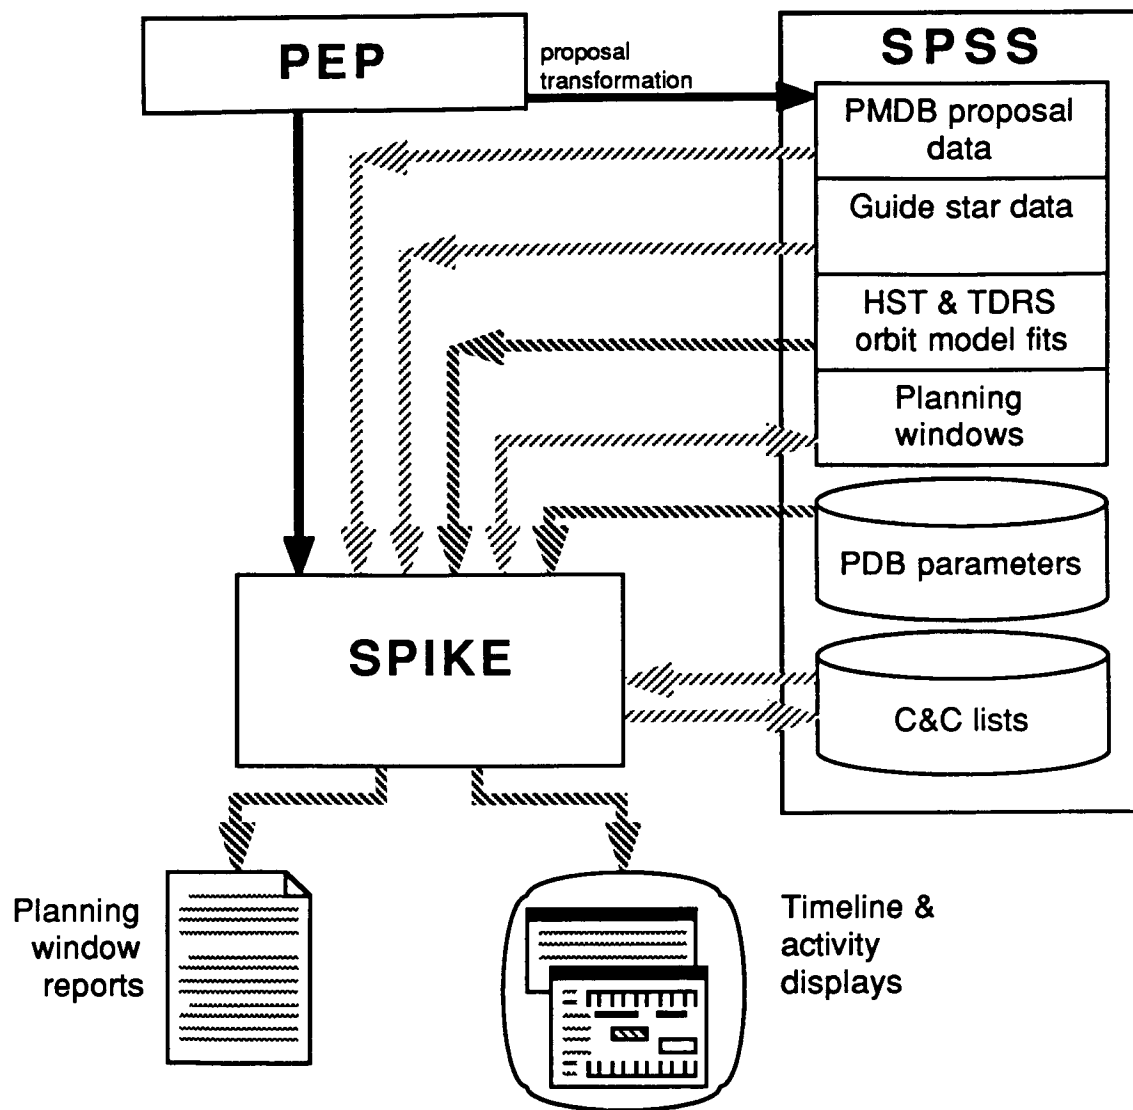 PEP
proposal
transformation
SPSS
PMDB proposal
data
Guide star data
HST & TDRS
orbit model fits
Planning
windows
PDB parameters
SPIKE
C&C lists
Planning
window
reports
Timeline &
activity
displays